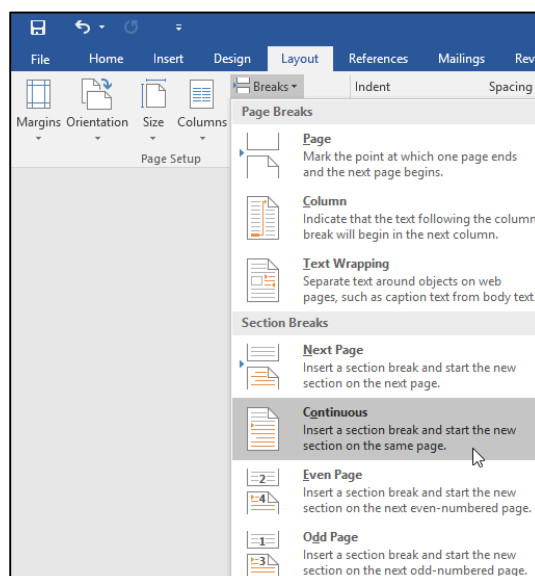 File Home Insert Design Layout References Mailings Rev
Breaks Indent Spacing
Margins Orientation Size Columns
Page Setup
Page Breaks
Page
Mark the point at which one page ends
and the next page begins.
Column
Indicate that the text following the column
break will begin in the next column.
Text Wrapping
Separate text around objects on web
pages, such as caption text from body text.
Section Breaks
Next Page
Insert a section break and start the new
section on the next page.
Continuous
Insert a section break and start the new
section on the same page.
2
4
Even Page
Insert a section break and start the new
section on the next even-numbered page.
1
3
Odd Page
Insert a section break and start the new
section on the next odd-numbered page.